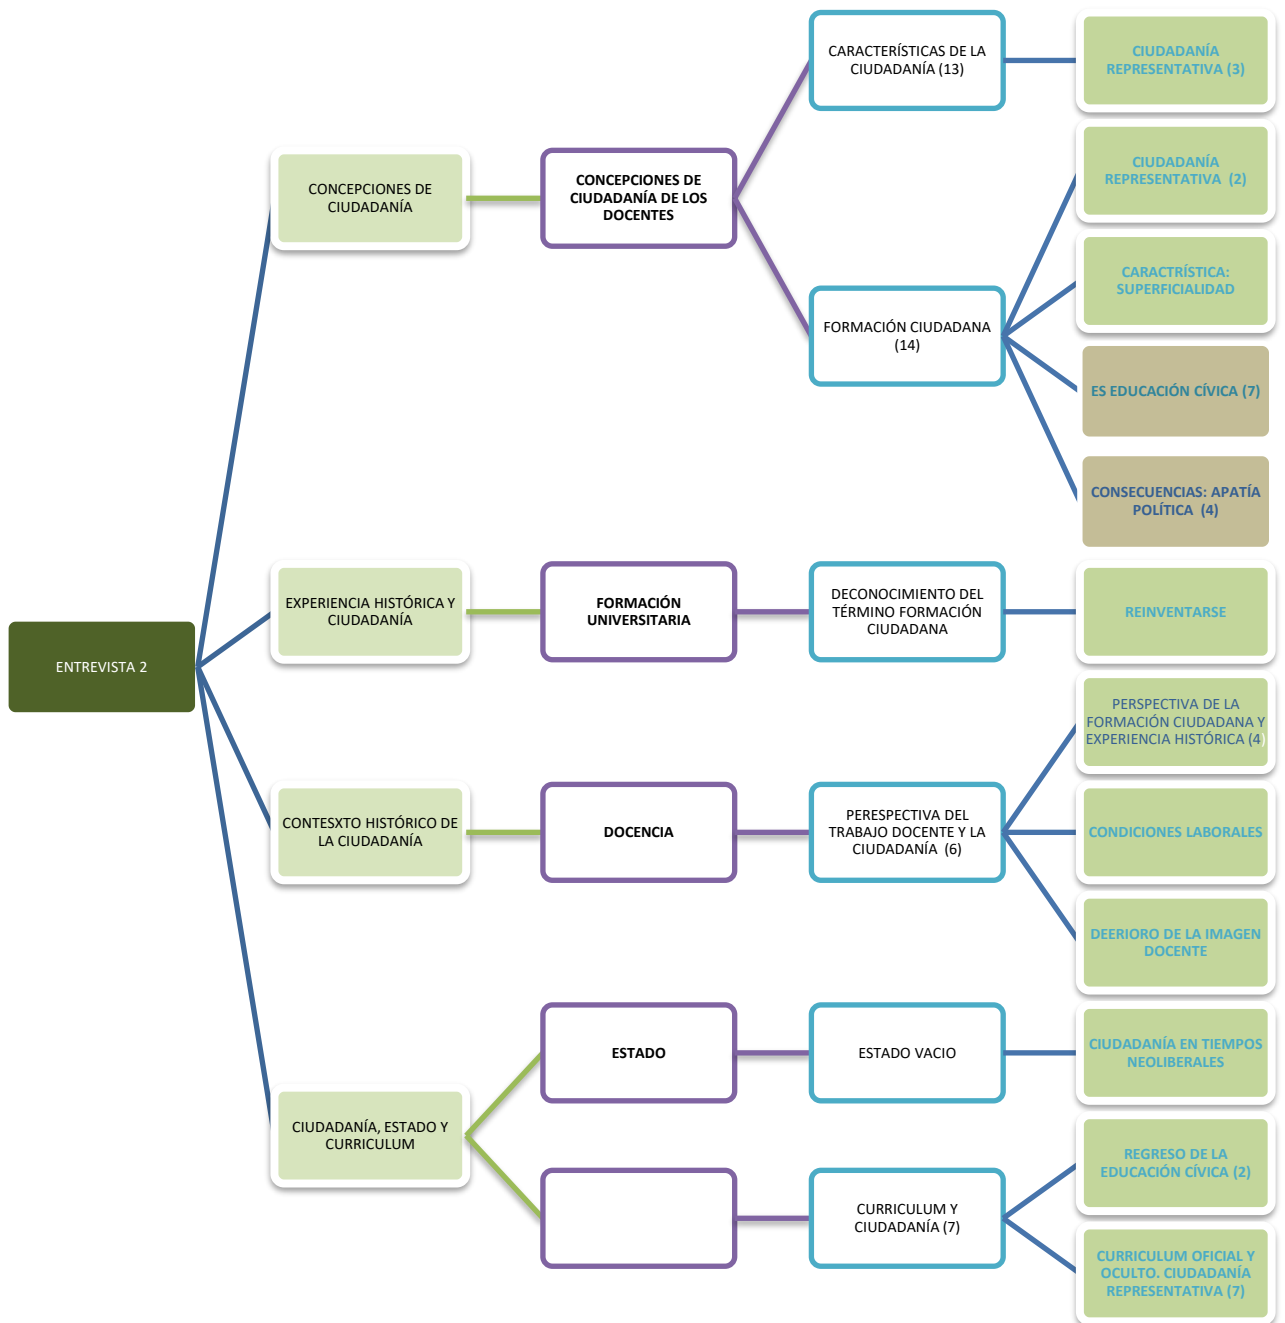 CARACTERÍSTICAS DE LA
CIUDADANÍA (13)
CIUDADANÍA
REPRESENTATIVA (3)
CONCEPCIONES DE
CIUDADANÍA
CONCEPCIONES DE
CIUDADANÍA DE LOS
DOCENTES
CIUDADANÍA
REPRESENTATIVA (2)
FORMACIÓN CIUDADANA
(14)
CARACTRÍSTICA:
SUPERFICIALIDAD
ES EDUCACIÓN CÍVICA (7)
CONSECUENCIAS: APATÍA
POLÍTICA (4)
ENTREVISTA 2
EXPERIENCIA HISTÓRICA Y
CIUDADANÍA
FORMACIÓN
UNIVERSITARIA
DECONOCIMIENTO DEL
TÉRMINO FORMACIÓN
CIUDADANA
REINVENTARSE
CONTESXTO HISTÓRICO DE
LA CIUDADANÍA
DOCENCIA
PERESPECTIVA DEL
TRABAJO DOCENTE Y LA
CIUDADANÍA (6)
PERSPECTIVA DE LA
FORMACIÓN CIUDADANA Y
EXPERIENCIA HISTÓRICA (4)
CONDICIONES LABORALES
DEERIORO DE LA IMAGEN
DOCENTE
CIUDADANÍA, ESTADO Y
CURRICULUM
ESTADO
ESTADO VACIO
CIUDADANÍA EN TIEMPOS
NEOLIBERALES
CURRICULUM Y
CIUDADANÍA (7)
REGRESO DE LA
EDUCACIÓN CÍVICA (2)
CURRICULUM OFICIAL Y
OCULTO. CIUDADANÍA
REPRESENTATIVA (7)